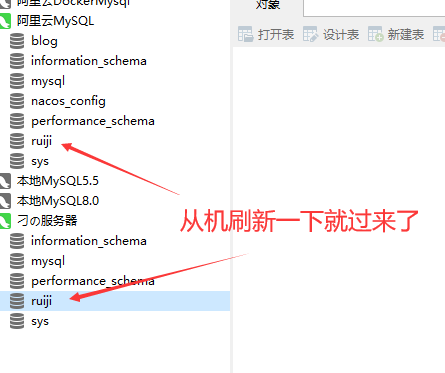 阿里云DockerMysql
对象
阿里云MySQL
打开表 设计表 新建表
blog
information_schema
mysql
nacos_config
performance_schema
ruiji
sys
本地MySQL5.5
本地MySQL8.0
从机刷新一下就过来了
刁の服务器
information_schema
mysql
performance_schema
ruiji
sys